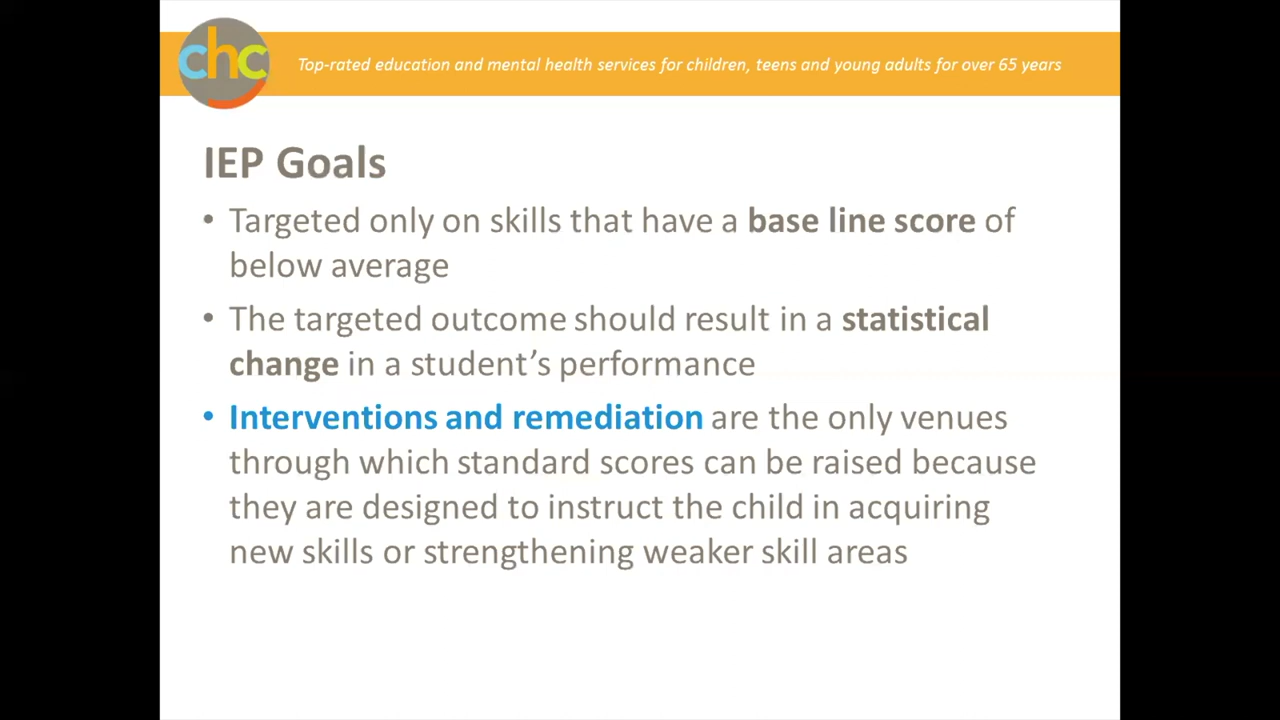 chc
Top-rated education and mental health services for children, teens and young adults for over 65 years
IEP Goals
• Targeted only on skills that have a base line score of
below average
• The targeted outcome should result in a statistical
change in a student’s performance
• Interventions and remediation are the only venues
through which standard scores can be raised because
they are designed to instruct the child in acquiring
new skills or strengthening weaker skill areas